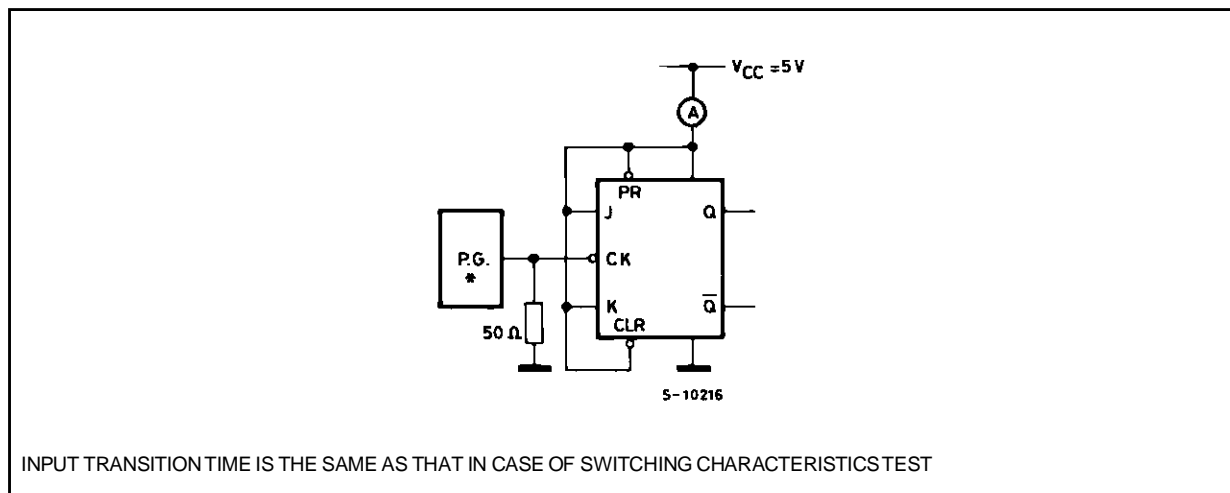 V_CC =5V
A
PR
J
Q
P.G.
*
CK
K
Q̅
CLR
50 Ω
S-10216
INPUT TRANSITION TIME IS THE SAME AS THAT IN CASE OF SWITCHING CHARACTERISTICS TEST